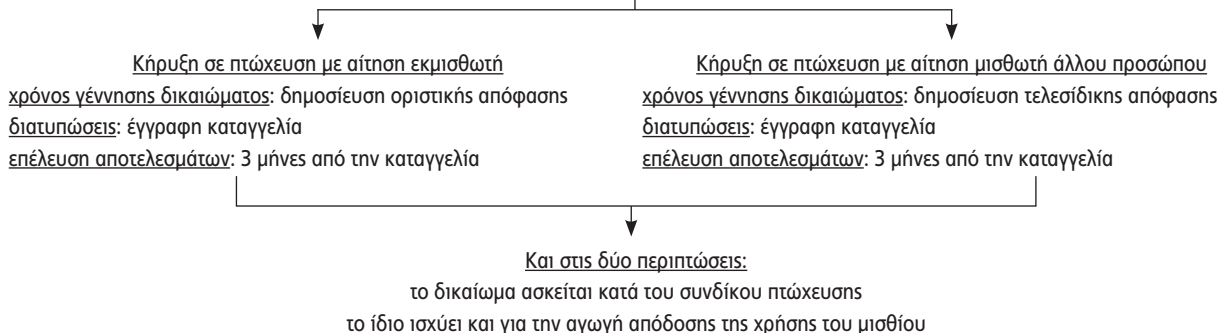 Κήρυξη σε πτώχευση με αίτηση εκμισθωτή
χρόνος γέννησης δικαιώματος: δημοσίευση οριστικής απόφασης
διατυπώσεις: έγγραφη καταγγελία
επέλευση αποτελεσμάτων: 3 μήνες από την καταγγελία
Κήρυξη σε πτώχευση με αίτηση μισθωτή άλλου προσώπου
χρόνος γέννησης δικαιώματος: δημοσίευση τελεσίδικης απόφασης
διατυπώσεις: έγγραφη καταγγελία
επέλευση αποτελεσμάτων: 3 μήνες από την καταγγελία
Και στις δύο περιπτώσεις:
το δικαίωμα ασκείται κατά του συνδίκου πτώχευσης
το ίδιο ισχύει και για την αγωγή απόδοσης της χρήσης του μισθίου